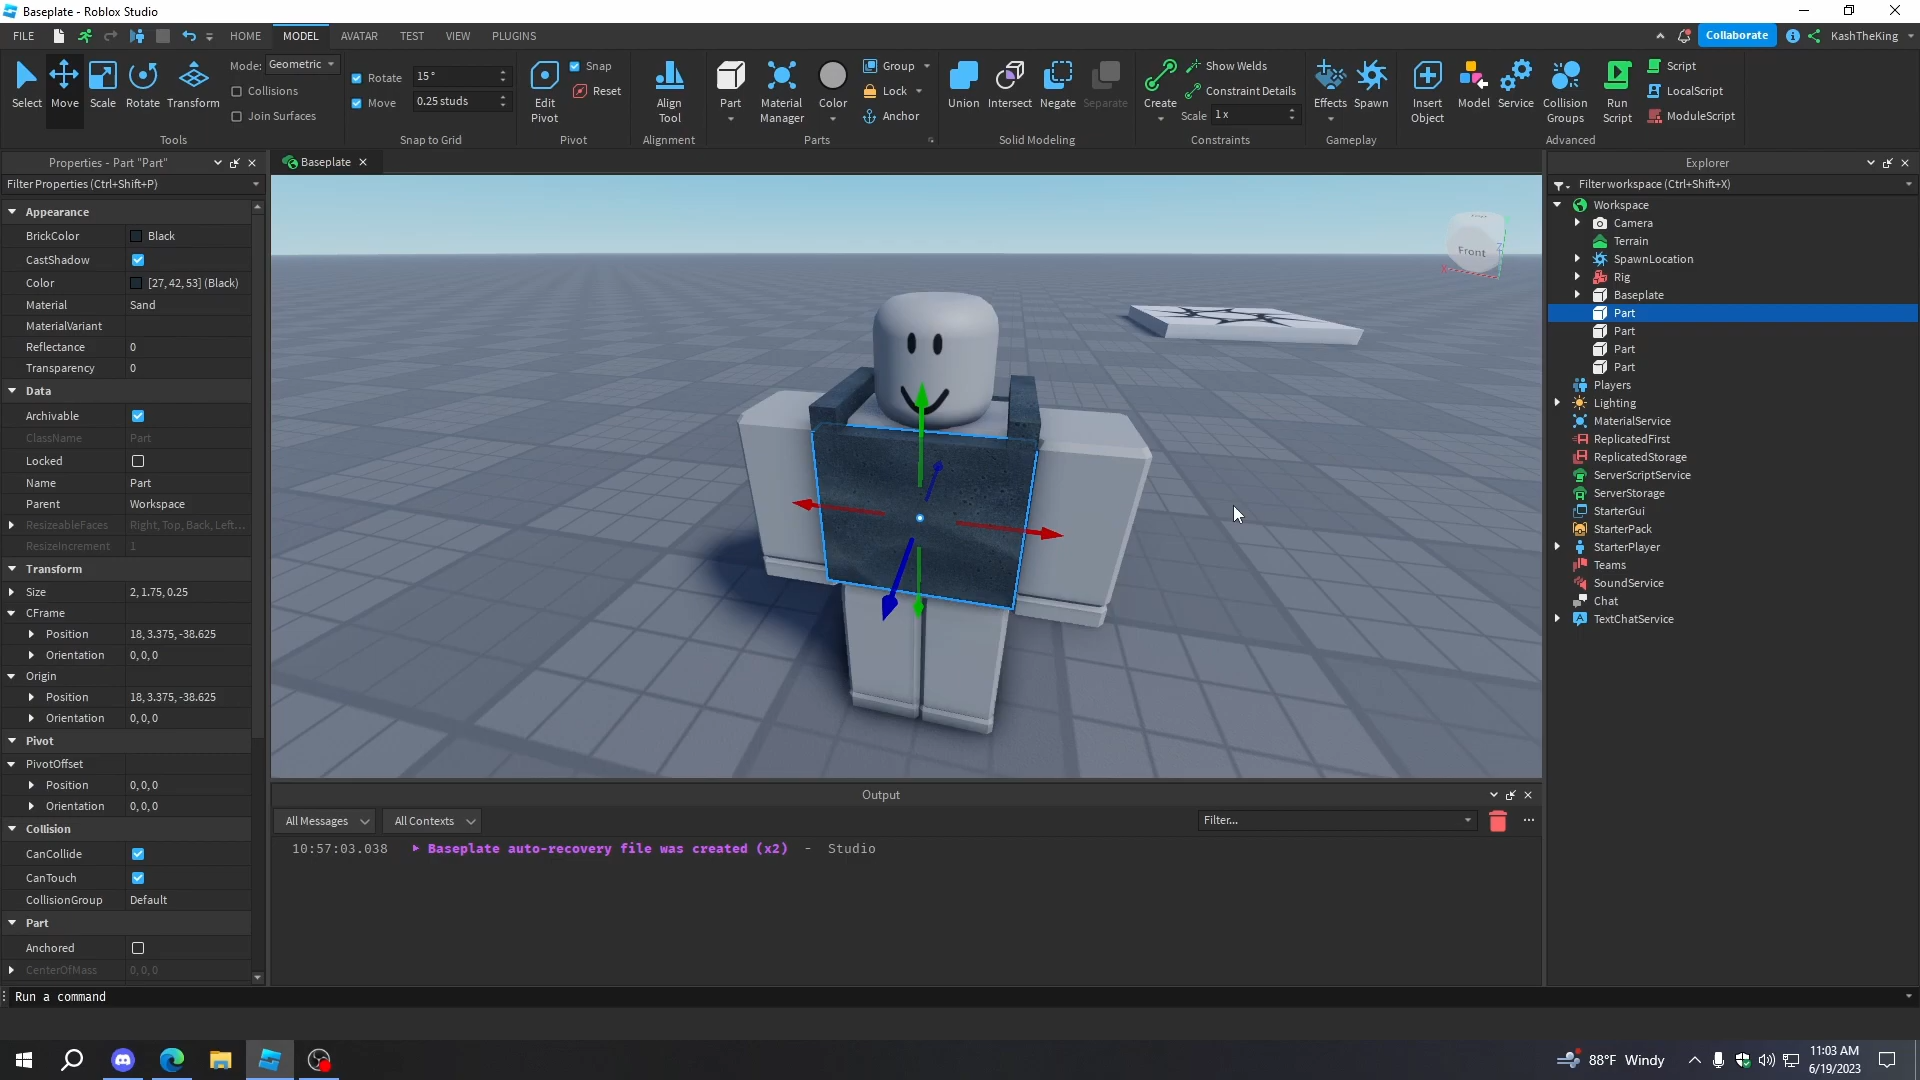 Baseplate - Roblox Studio
FILE HOME MODEL AVATAR TEST VIEW PLUGINS Collaborate KashTheKing
Select Move Scale Rotate Transform
Mode: Geometric
Collisions
Join Surfaces
Tools
Rotate 15°
Move 0.25 studs
Snap to Grid
Edit Pivot
Snap
Reset
Pivot
Align Tool
Alignment
Part
Material Manager
Color
Group
Lock
Anchor
Parts
Union Intersect Negate Separate
Solid Modeling
Create
Show Welds
Constraint Details
Scale 1 x
Constraints
Effects Spawn
Gameplay
Insert Object
Model
Service
Collision Groups
Run Script
Script
LocalScript
ModuleScript
Advanced
Properties - Part "Part"
Filter Properties (Ctrl+Shift+P)
Appearance
BrickColor Black
CastShadow
Color [27, 42, 53] (Black)
Material Sand
MaterialVariant
Reflectance 0
Transparency 0
Data
Archivable
ClassName Part
Locked
Name Part
Parent Workspace
ResizeableFaces Right, Top, Back, Left...
ResizeIncrement 1
Transform
Size 2, 1.75, 0.25
CFrame
Position 18, 3.375, -38.625
Orientation 0, 0, 0
Origin
Position 18, 3.375, -38.625
Orientation 0, 0, 0
Pivot
PivotOffset
Position 0, 0, 0
Orientation 0, 0, 0
Collision
CanCollide
CanTouch
CollisionGroup Default
Part
Anchored
CenterOfMass 0, 0, 0
Baseplate
Front
Output
All Messages All Contexts Filter...
10:57:03.038 Baseplate auto-recovery file was created (x2) - Studio
Explorer
Filter workspace (Ctrl+Shift+X)
Workspace
Camera
Terrain
SpawnLocation
Rig
Baseplate
Part
Part
Part
Part
Players
Lighting
MaterialService
ReplicatedFirst
ReplicatedStorage
ServerScriptService
ServerStorage
StarterGui
StarterPack
StarterPlayer
Teams
SoundService
Chat
TextChatService
Run a command
88°F Windy
11:03 AM
6/19/2023